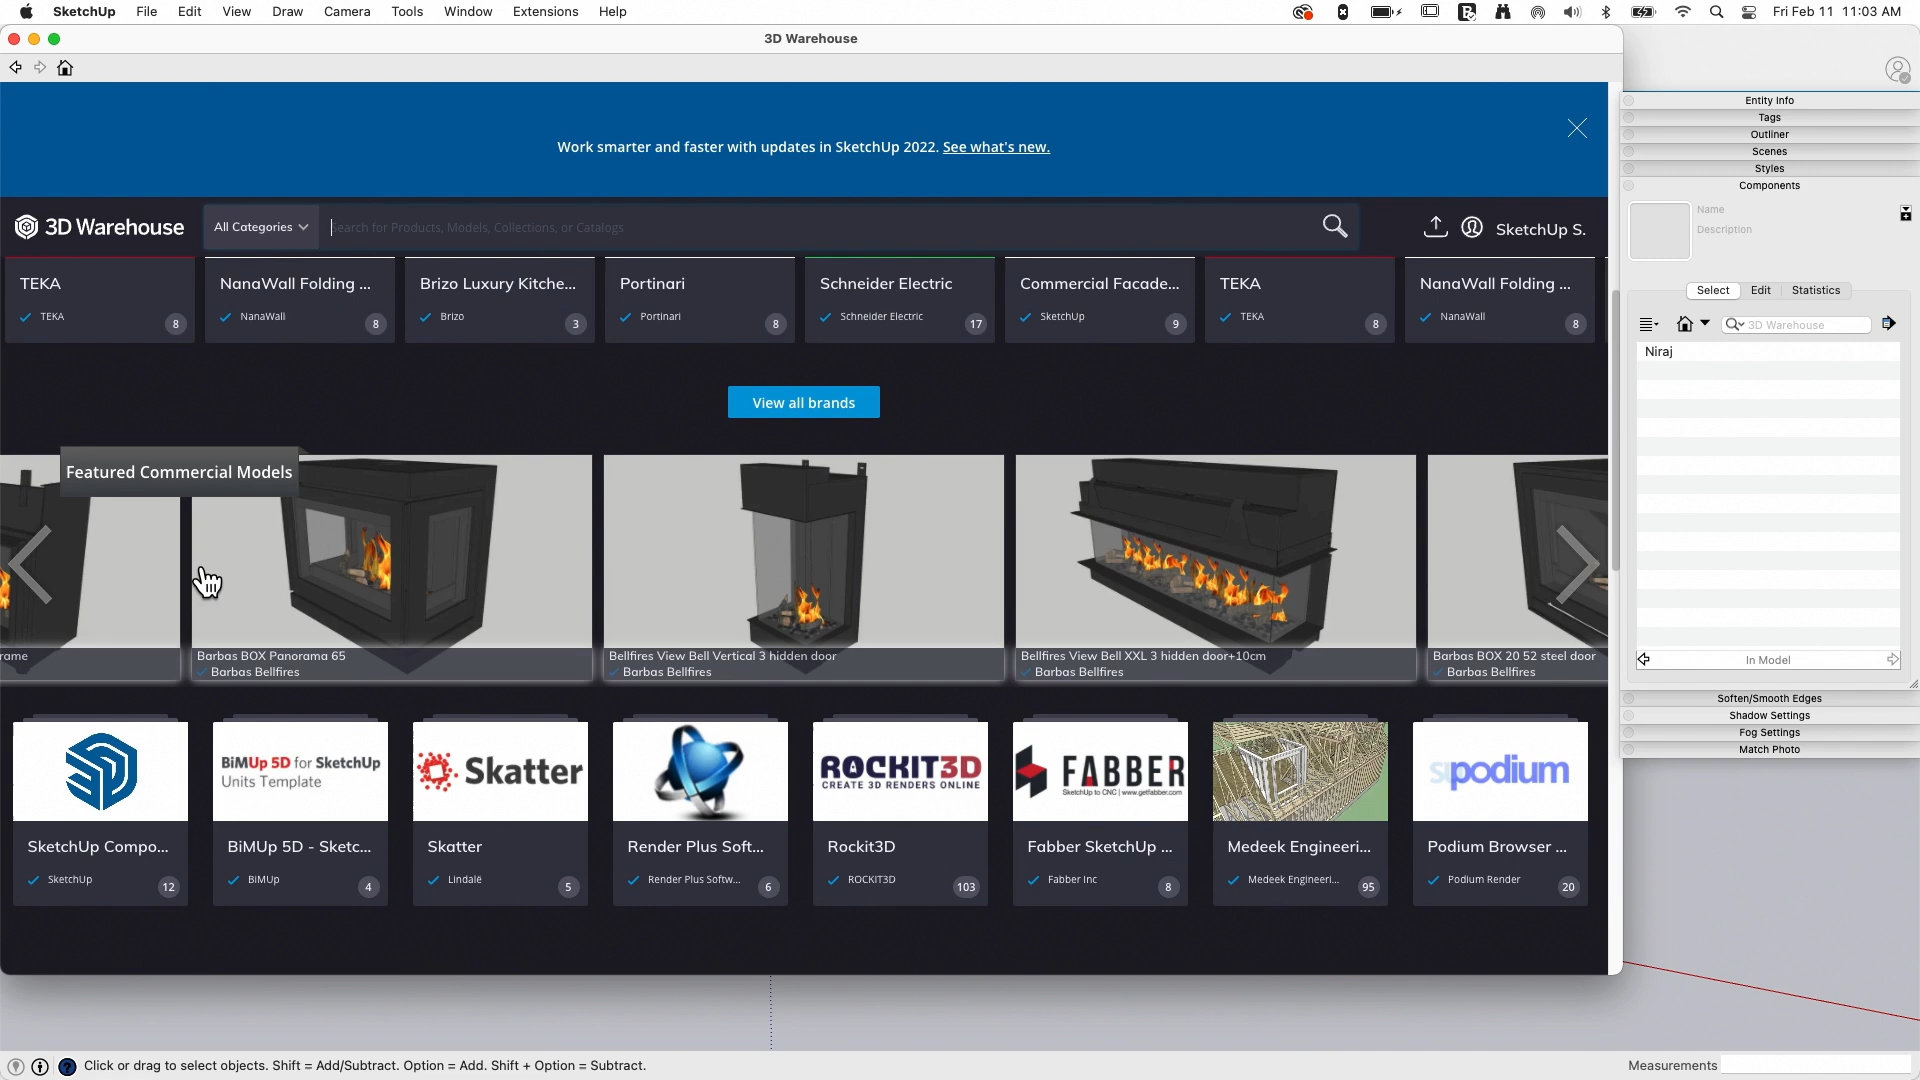 SketchUp File Edit View Draw Camera Tools Window Extensions Help
Fri Feb 11 11:03 AM
3D Warehouse
Work smarter and faster with updates in SketchUp 2022. See what's new.
3D Warehouse
All Categories
Search for Products, Models, Collections, or Catalogs
SketchUp S.
TEKA
TEKA
8
NanaWall Folding ...
NanaWall
8
Brizo Luxury Kitche...
Brizo
3
Portinari
Portinari
8
Schneider Electric
Schneider Electric
17
Commercial Facade...
SketchUp
9
TEKA
TEKA
8
NanaWall Folding ...
NanaWall
8
View all brands
Featured Commercial Models
rame
Barbas BOX Panorama 65
Barbas Bellfires
Bellfires View Bell Vertical 3 hidden door
Barbas Bellfires
Bellfires View Bell XXL 3 hidden door+10cm
Barbas Bellfires
Barbas BOX 20 52 steel door
Barbas Bellfires
SketchUp Compo...
SketchUp
12
BiMUp 5D for SketchUp
Units Template
BiMUp 5D - Sketc...
BiMUp
4
Skatter
Skatter
Lindalë
5
Render Plus Soft...
Render Plus Softw...
6
ROCKIT3D
CREATE 3D RENDERS ONLINE
Rockit3D
ROCKIT3D
103
FABBER
SketchUp to CNC | www.getfabber.com
Fabber SketchUp ...
Fabber Inc
8
Medeek Engineeri...
Medeek Engineeri...
95
supodium
Podium Browser ...
Podium Render
20
Entity Info
Tags
Outliner
Scenes
Styles
Components
Name
Description
Select Edit Statistics
3D Warehouse
Niraj
In Model
Soften/Smooth Edges
Shadow Settings
Fog Settings
Match Photo
Click or drag to select objects. Shift = Add/Subtract. Option = Add. Shift + Option = Subtract.
Measurements